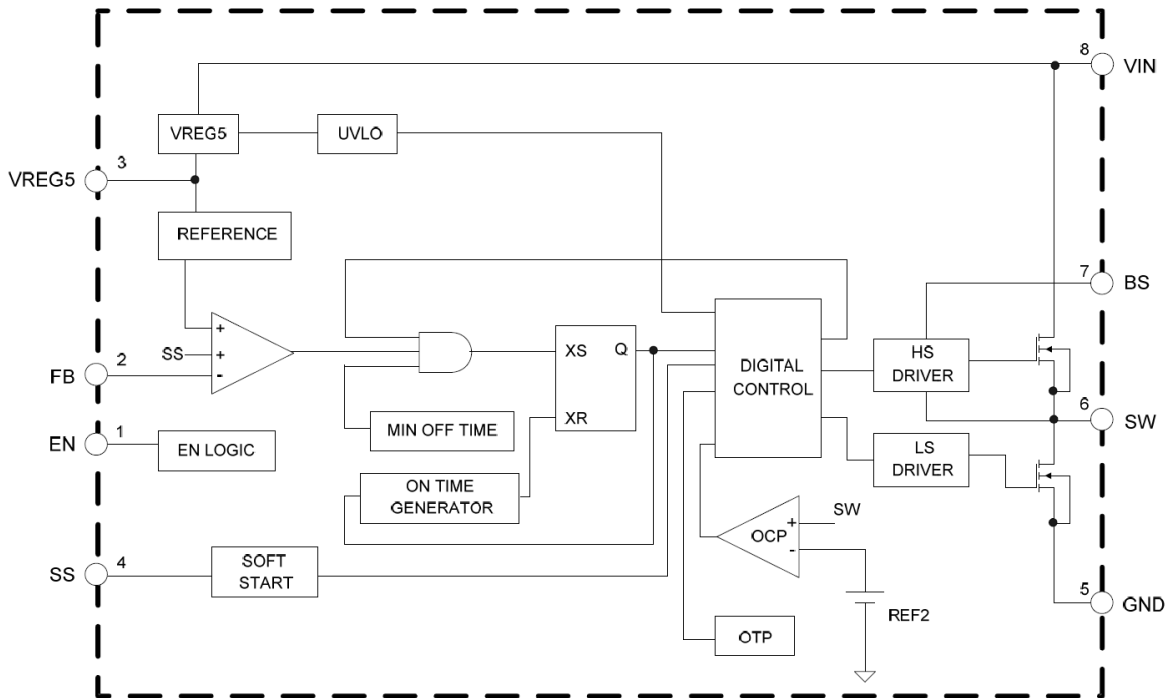 8
VIN
VREG5
UVLO
3
VREG5
REFERENCE
7
BS
+
SS
+
-
2
FB
XS
Q
XR
DIGITAL
CONTROL
HS
DRIVER
6
SW
1
EN
EN LOGIC
MIN OFF TIME
LS
DRIVER
ON TIME
GENERATOR
OCP
+
-
SW
4
SS
SOFT
START
REF2
5
GND
OTP